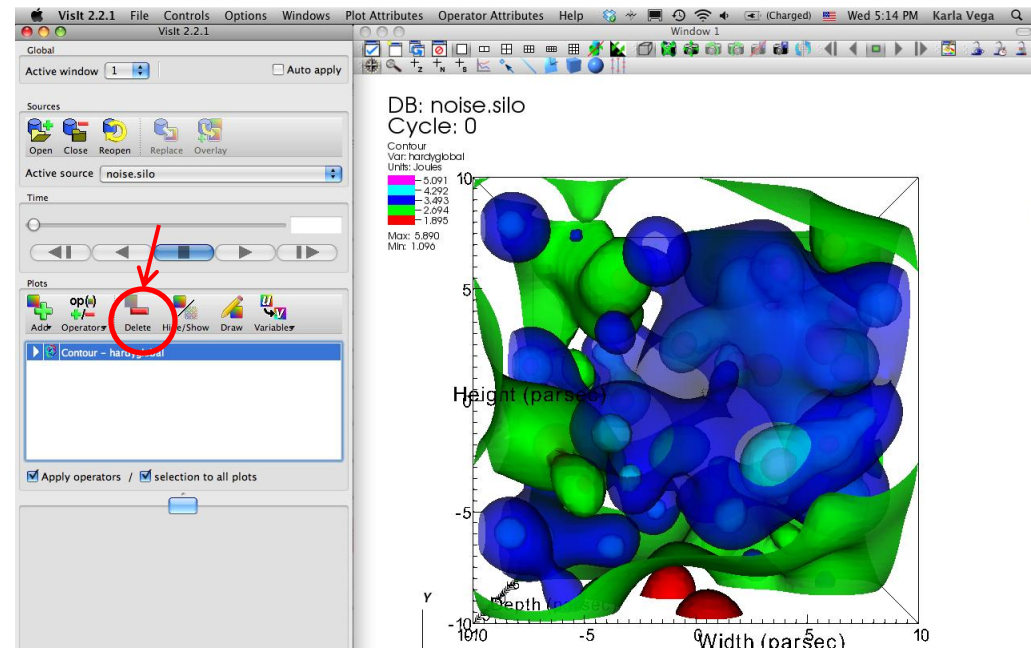 VisIt 2.2.1 File Controls Options Windows Plot Attributes Operator Attributes Help (Charged) Wed 5:14 PM Karla Vega
VisIt 2.2.1
Window 1
Global
Active window 1 Auto apply
Sources
Open Close Reopen Replace Overlay
Active source noise.silo
Time
Plots
op(u)
+/-
Add Operators Delete Hide/Show Draw Variables
Contour - hardyglobal
Apply operators / selection to all plots
DB: noise.silo
Cycle: 0
Contour
Var: hardyglobal
Units: Joules
5.091
4.292
3.493
2.694
1.895
Max: 5.890
Min: 1.096
10
5
Height (parsec)
0
-5
-10
Depth (parsec)
Y
-10
-5
0
5
10
Width (parsec)